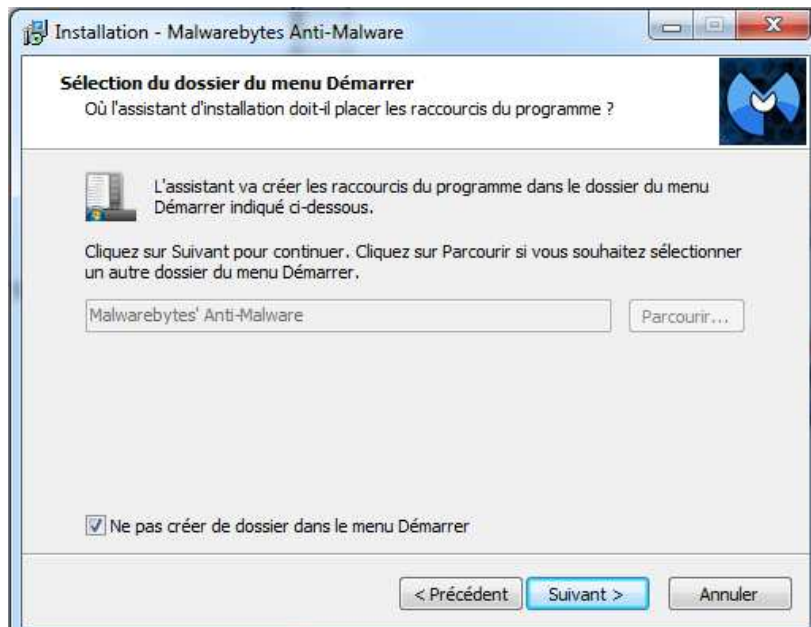 Installation - Malwarebytes Anti-Malware
Sélection du dossier du menu Démarrer
Où l'assistant d'installation doit-il placer les raccourcis du programme ?
L'assistant va créer les raccourcis du programme dans le dossier du menu
Démarrer indiqué ci-dessous.
Cliquez sur Suivant pour continuer. Cliquez sur Parcourir si vous souhaitez sélectionner
un autre dossier du menu Démarrer.
Malwarebytes' Anti-Malware
Parcourir...
Ne pas créer de dossier dans le menu Démarrer
< Précédent
Suivant >
Annuler